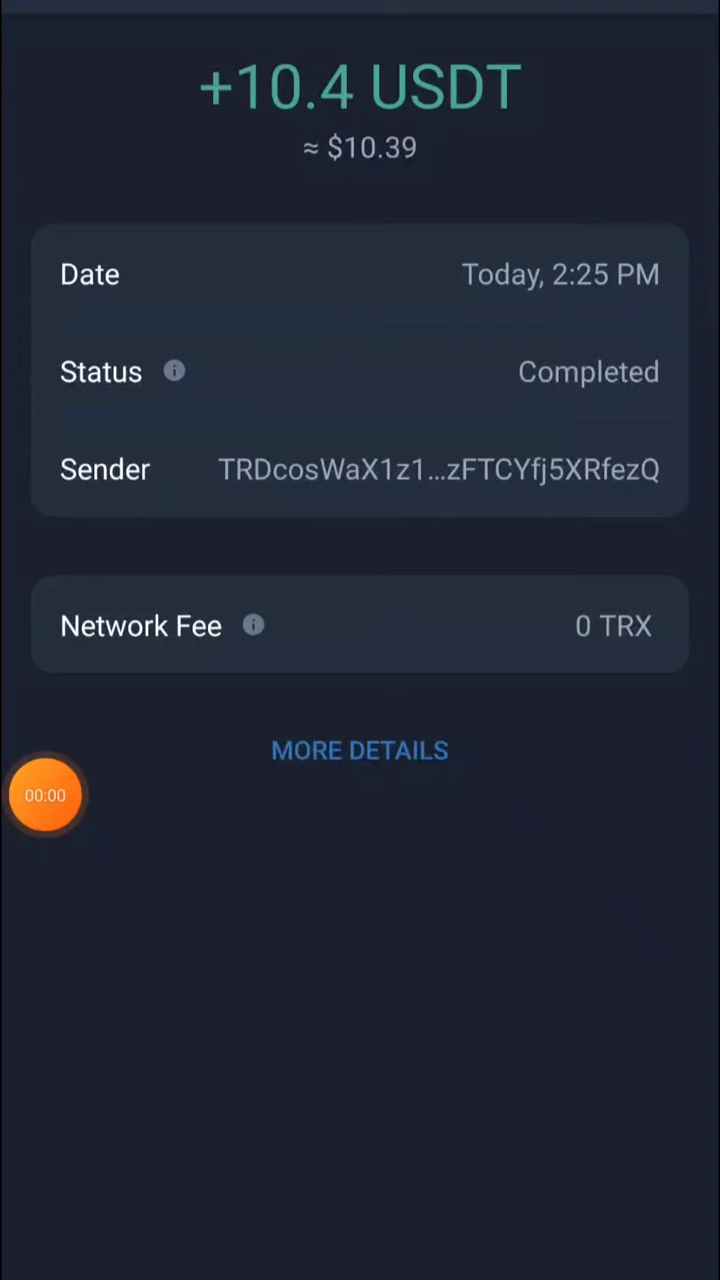 +10.4 USDT
≈ $10.39
Date Today, 2:25 PM
Status Completed
Sender TRDcosWaX1z1...zFTCYfj5XRfezQ
Network Fee 0 TRX
MORE DETAILS
00:00